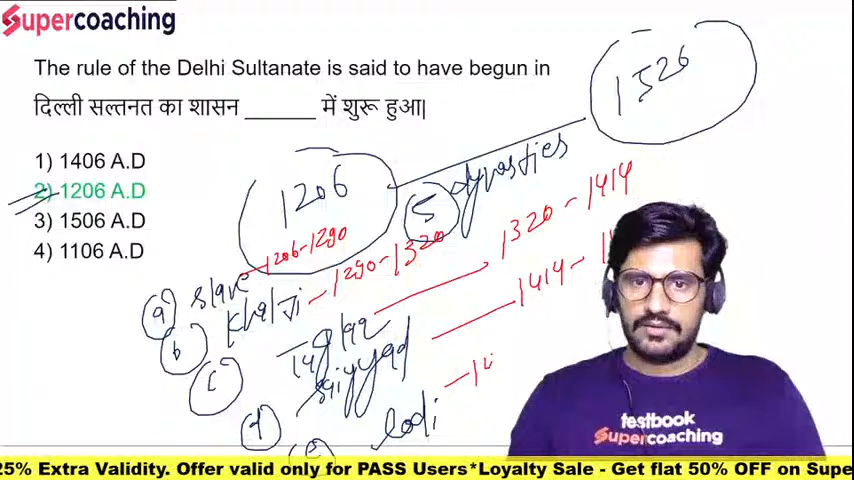 Supercoaching
The rule of the Delhi Sultanate is said to have begun in
दिल्ली सल्तनत का शासन ______ में शुरू हुआ।
1) 1406 A.D
2) 1206 A.D
3) 1506 A.D
4) 1106 A.D
1526
1206
5 dynasties
a) slave 1206-1290
b) Khalji - 1290-1320
c) Tuglaq 1320-1414
d) saiyyad 1414-
e) lodi
testbook
Supercoaching
25% Extra Validity. Offer valid only for PASS Users*Loyalty Sale - Get flat 50% OFF on Supe